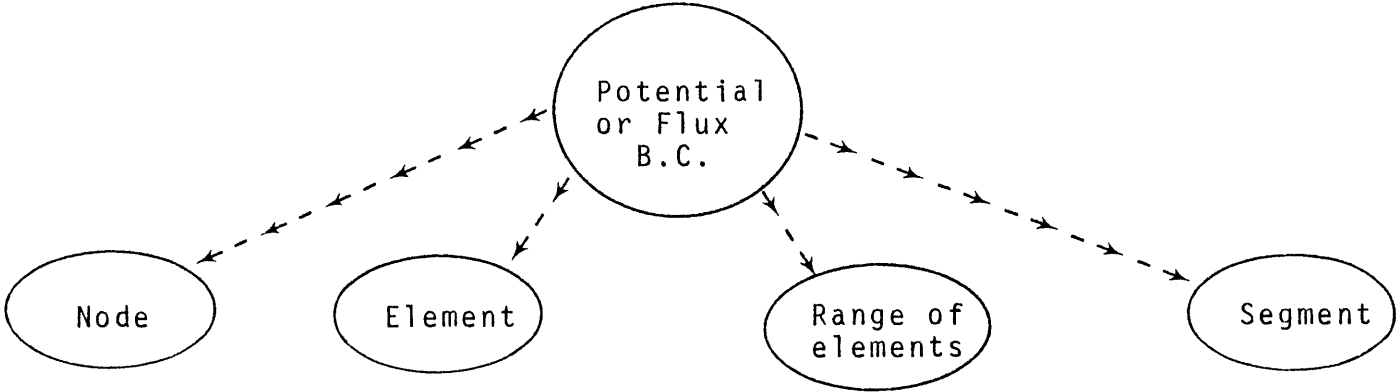 Potential
or Flux
B.C.
Node
Element
Range of
elements
Segment